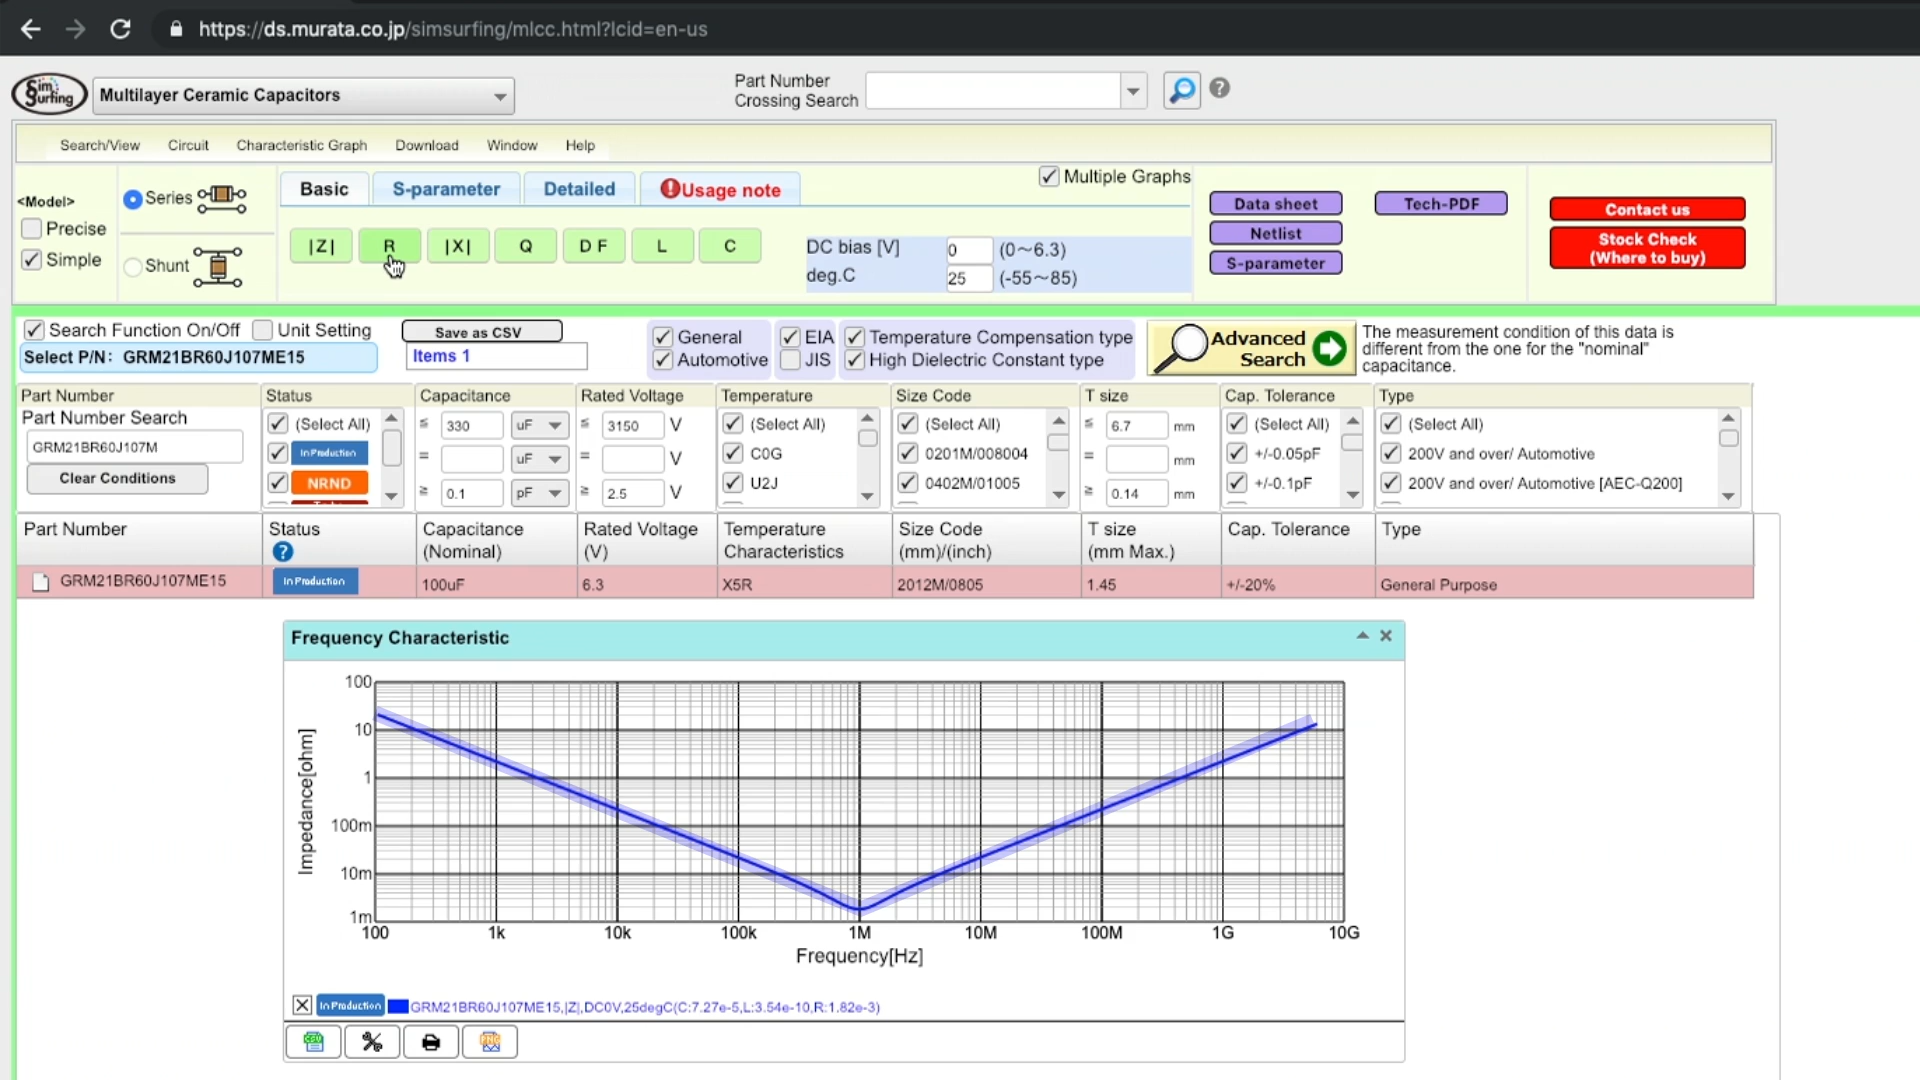 https://ds.murata.co.jp/simsurfing/mlcc.html?lcid=en-us
Sim Surfing
Multilayer Ceramic Capacitors
Part Number
Crossing Search
Search/View Circuit Characteristic Graph Download Window Help
<Model>
Precise
Simple
Series
Shunt
Basic S-parameter Detailed Usage note
Multiple Graphs
|Z| R |X| Q D F L C
DC bias [V] 0 (0~6.3)
deg.C 25 (-55~85)
Data sheet
Netlist
S-parameter
Tech-PDF
Contact us
Stock Check
(Where to buy)
Search Function On/Off Unit Setting
Select P/N: GRM21BR60J107ME15
Save as CSV
Items 1
General EIA Temperature Compensation type
Automotive JIS High Dielectric Constant type
Advanced
Search
The measurement condition of this data is
different from the one for the "nominal"
capacitance.
Part Number Status Capacitance Rated Voltage Temperature Size Code T size Cap. Tolerance Type
Part Number Search
GRM21BR60J107M
Clear Conditions
(Select All)
In Production
NRND
≦ 330 uF
= uF
≧ 0.1 pF
≦ 3150 V
= V
≧ 2.5 V
(Select All)
C0G
U2J
(Select All)
0201M/008004
0402M/01005
≦ 6.7 mm
= mm
≧ 0.14 mm
(Select All)
+/-0.05pF
+/-0.1pF
(Select All)
200V and over/ Automotive
200V and over/ Automotive [AEC-Q200]
Part Number Status Capacitance (Nominal) Rated Voltage (V) Temperature Characteristics Size Code (mm)/(inch) T size (mm Max.) Cap. Tolerance Type
GRM21BR60J107ME15 In Production 100uF 6.3 X5R 2012M/0805 1.45 +/-20% General Purpose
Frequency Characteristic
Impedance[ohm]
100
10
1
100m
10m
1m
100 1k 10k 100k 1M 10M 100M 1G 10G
Frequency[Hz]
In Production GRM21BR60J107ME15,|Z|,DC0V,25degC(C:7.27e-5,L:3.54e-10,R:1.82e-3)
CSV
PNG